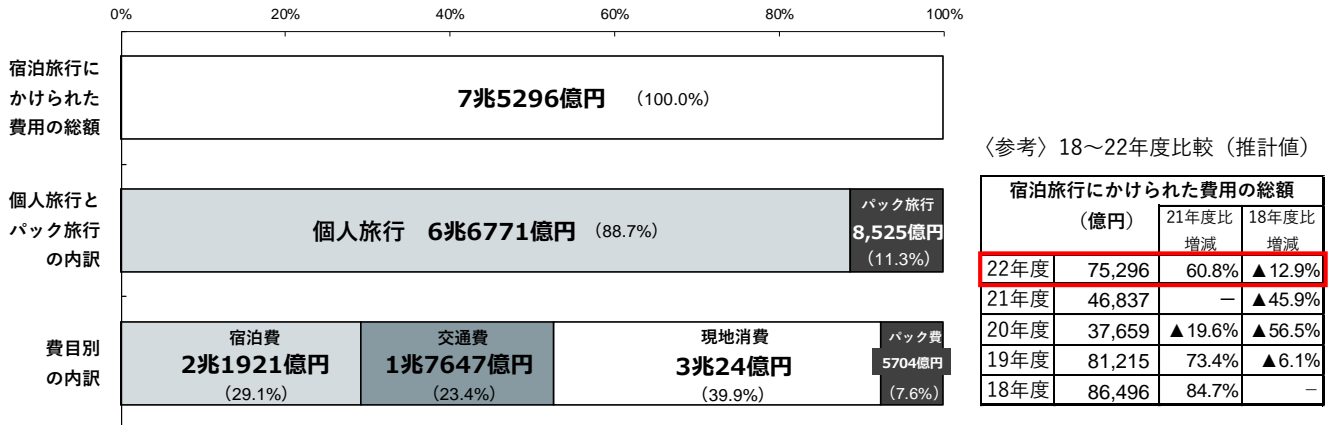 0% 20% 40% 60% 80% 100%
宿泊旅行に
かけられた
費用の総額
7兆5296億円 （100.0%）
個人旅行と
パック旅行
の内訳
個人旅行 6兆6771億円 （88.7%）
パック旅行
8,525億円
（11.3%）
費目別
の内訳
宿泊費
2兆1921億円
（29.1%）
交通費
1兆7647億円
（23.4%）
現地消費
3兆24億円
（39.9%）
パック費
5704億円
（7.6%）
〈参考〉18～22年度比較（推計値）
宿泊旅行にかけられた費用の総額
（億円） 21年度比 18年度比
増減 増減
22年度 75,296 60.8% ▲12.9%
21年度 46,837 － ▲45.9%
20年度 37,659 ▲19.6% ▲56.5%
19年度 81,215 73.4% ▲6.1%
18年度 86,496 84.7% －